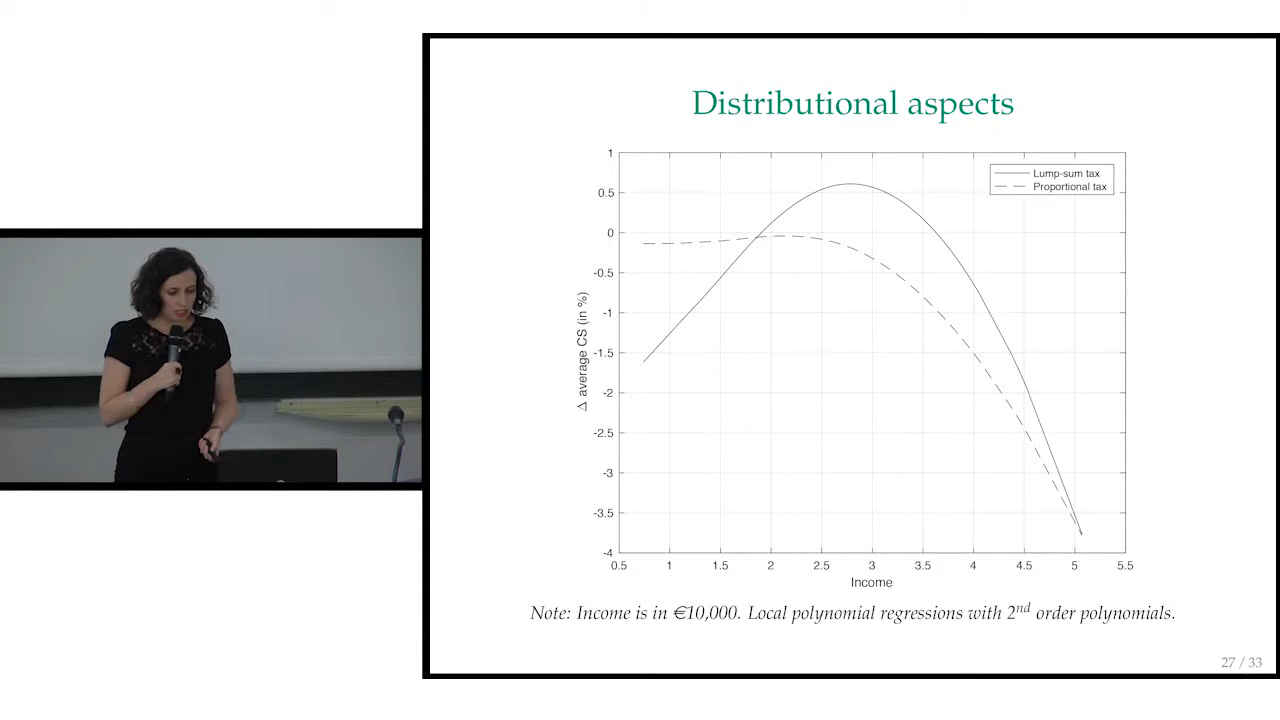 Distributional aspects
1
0.5
0
-0.5
-1
-1.5
-2
-2.5
-3
-3.5
-4
Δ average CS (in %)
Lump-sum tax
Proportional tax
0.5 1 1.5 2 2.5 3 3.5 4 4.5 5 5.5
Income
Note: Income is in €10,000. Local polynomial regressions with 2nd order polynomials.
27 / 33